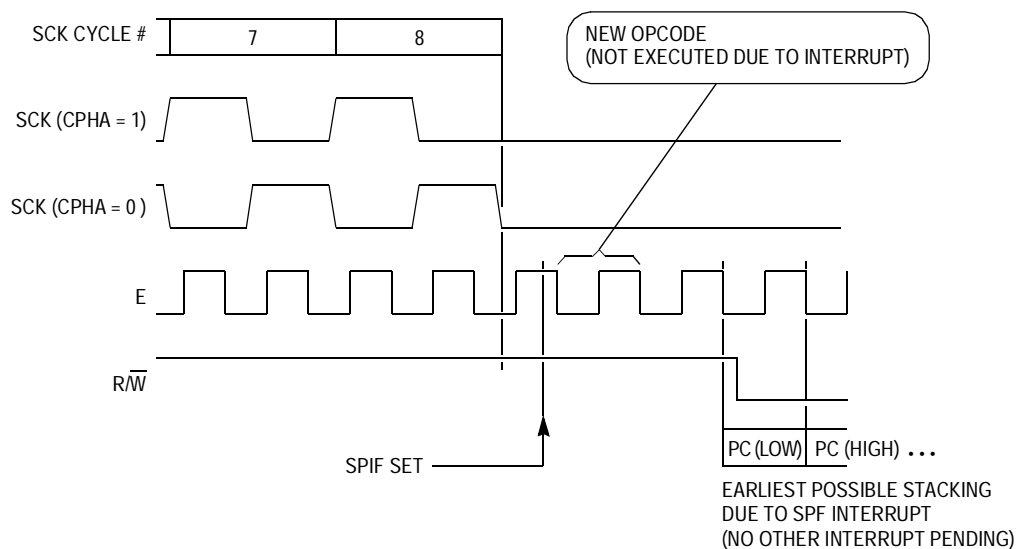 SCK CYCLE #
7
8
NEW OPCODE
(NOT EXECUTED DUE TO INTERRUPT)
SCK (CPHA = 1)
SCK (CPHA = 0 )
E
R/W̅
SPIF SET
PC (LOW)
PC (HIGH) ...
EARLIEST POSSIBLE STACKING
DUE TO SPF INTERRUPT
(NO OTHER INTERRUPT PENDING)